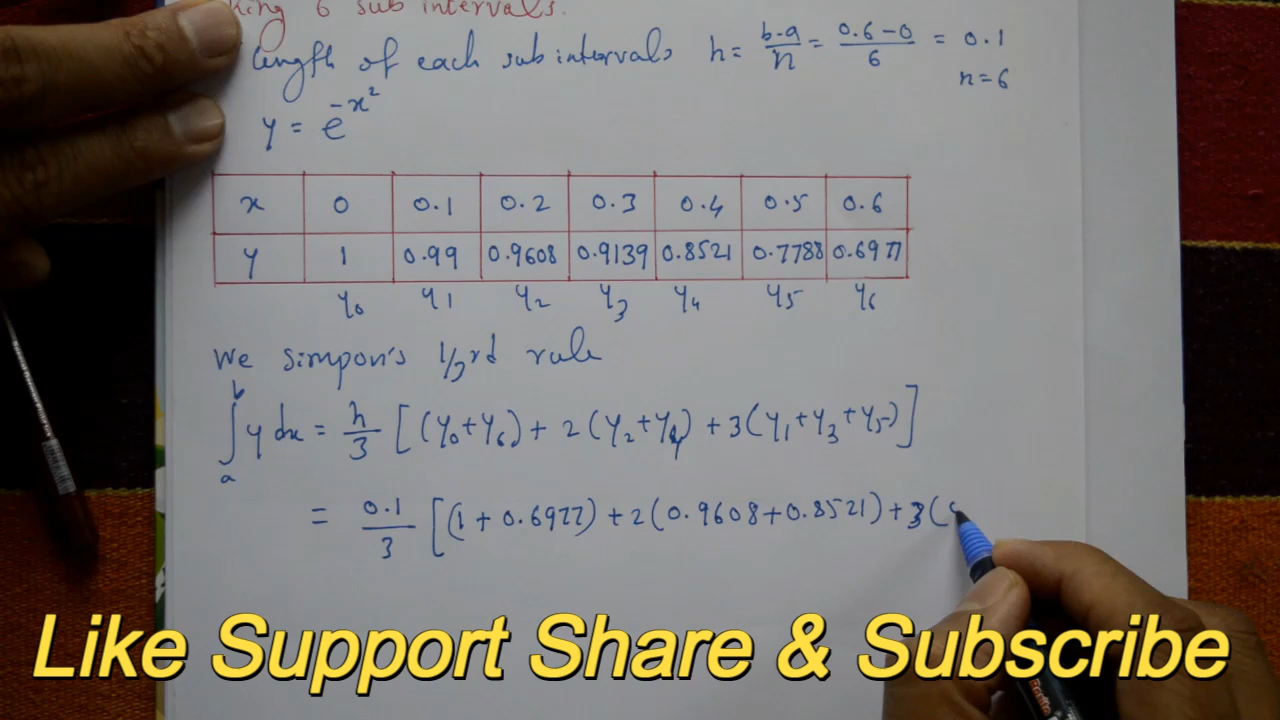 king 6 sub intervals.
length of each sub intervals h = b-a/n = 0.6-0/6 = 0.1
n=6
y = e^-x²
x 0 0.1 0.2 0.3 0.4 0.5 0.6
y 1 0.99 0.9608 0.9139 0.8521 0.7788 0.6977
y₀ y₁ y₂ y₃ y₄ y₅ y₆
We simpon's 1/3rd rule
∫ₐᵇ y dx = h/3 [(y₀+y₆) + 2(y₂+y₄) + 3(y₁+y₃+y₅)]
= 0.1/3 [(1 + 0.6977) + 2(0.9608+0.8521) + 3(
Like Support Share & Subscribe